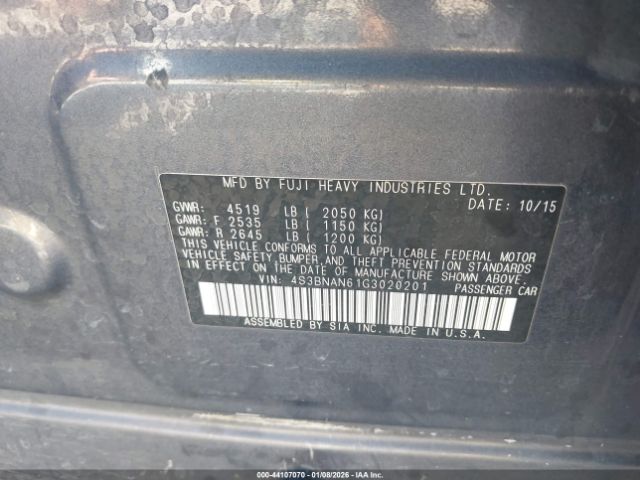 MFD BY FUJI HEAVY INDUSTRIES LTD.
DATE: 10/15
GVWR: 4519 LB ( 2050 KG)
GAWR: F 2535 LB ( 1150 KG)
GAWR: R 2645 LB ( 1200 KG)
THIS VEHICLE CONFORMS TO ALL APPLICABLE FEDERAL MOTOR
VEHICLE SAFETY, BUMPER, AND THEFT PREVENTION STANDARDS
IN EFFECT ON THE DATE OF MANUFACTURE SHOWN ABOVE.
VIN: 4S3BNAN61G3020201 PASSENGER CAR
ASSEMBLED BY SIA INC. MADE IN U.S.A.
000-44107070 - 01/08/2026 - COPYRIGHT IAA, LLC